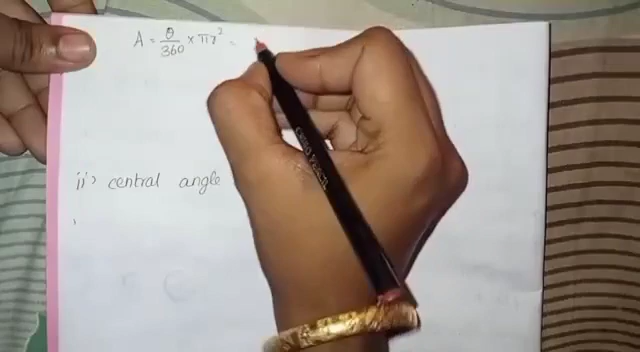 A = θ/360 × πr² =
ii) central angle